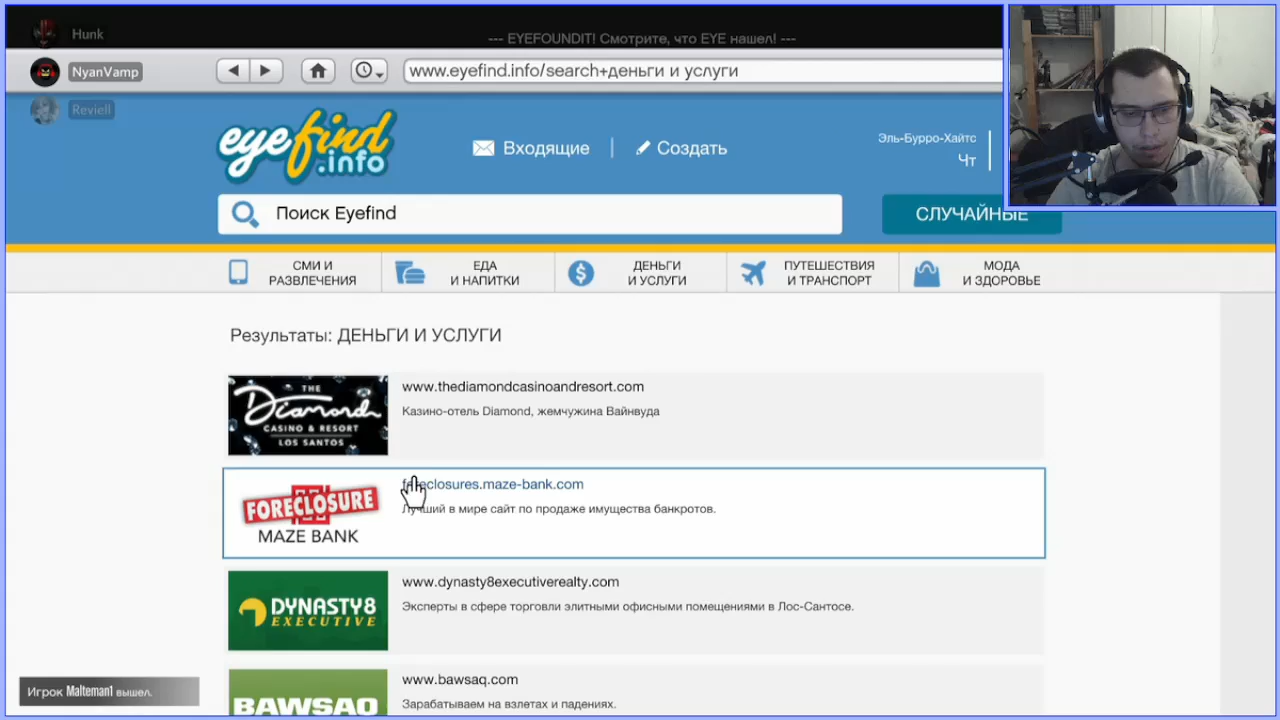 Hunk
--- EYEFOUNDIT! Смотрите, что EYE нашел! ---
NyanVamp
www.eyefind.info/search+деньги и услуги
Reviell
eyefind
.info
Входящие
Создать
Эль-Бурро-Хайтс
Чт
Поиск Eyefind
СЛУЧАЙНЫЕ
СМИ И
РАЗВЛЕЧЕНИЯ
ЕДА
И НАПИТКИ
ДЕНЬГИ
И УСЛУГИ
ПУТЕШЕСТВИЯ
И ТРАНСПОРТ
МОДА
И ЗДОРОВЬЕ
Результаты: ДЕНЬГИ И УСЛУГИ
THE
Diamond
CASINO & RESORT
LOS SANTOS
www.thediamondcasinoandresort.com
Казино-отель Diamond, жемчужина Вайнвуда
FORECLOSURE
MAZE BANK
foreclosures.maze-bank.com
Лучший в мире сайт по продаже имущества банкротов.
DYNASTY8
EXECUTIVE
www.dynasty8executiverealty.com
Эксперты в сфере торговли элитными офисными помещениями в Лос-Сантосе.
BAWSAQ
www.bawsaq.com
Зарабатываем на взлетах и падениях.
Игрок Malteman1 вышел.